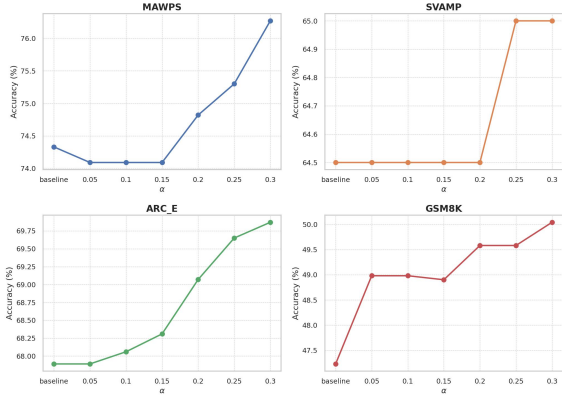 MAWPS
Accuracy (%)
76.0
75.5
75.0
74.5
74.0
baseline 0.05 0.1 0.15 0.2 0.25 0.3
α
SVAMP
Accuracy (%)
65.0
64.9
64.8
64.7
64.6
64.5
baseline 0.05 0.1 0.15 0.2 0.25 0.3
α
ARC_E
Accuracy (%)
69.75
69.50
69.25
69.00
68.75
68.50
68.25
68.00
baseline 0.05 0.1 0.15 0.2 0.25 0.3
α
GSM8K
Accuracy (%)
50.0
49.5
49.0
48.5
48.0
47.5
baseline 0.05 0.1 0.15 0.2 0.25 0.3
α